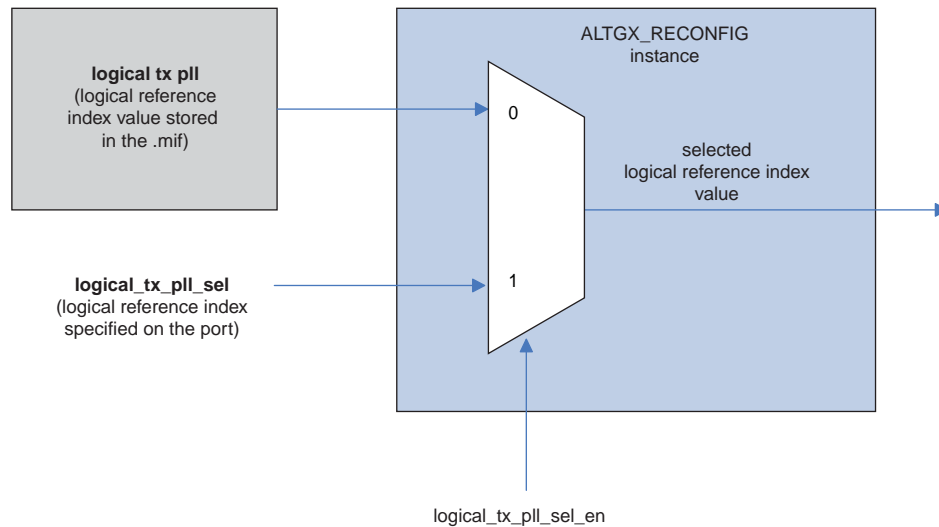 ALTGX_RECONFIG
instance
logical tx pll
(logical reference
index value stored
in the .mif)
0
selected
logical reference index
value
logical_tx_pll_sel
(logical reference index
specified on the port)
1
logical_tx_pll_sel_en